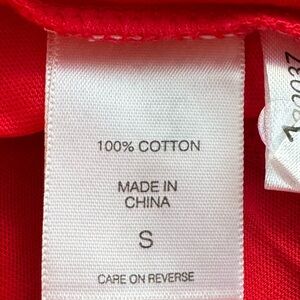 100% COTTON
MADE IN
CHINA
S
CARE ON REVERSE